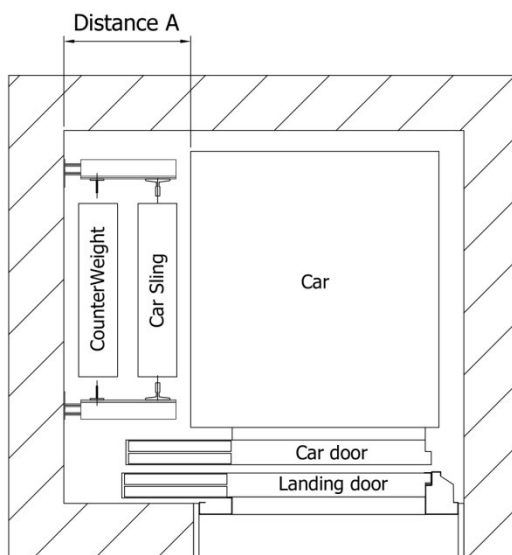 Distance A
CounterWeight
Car Sling
Car
Car door
Landing door